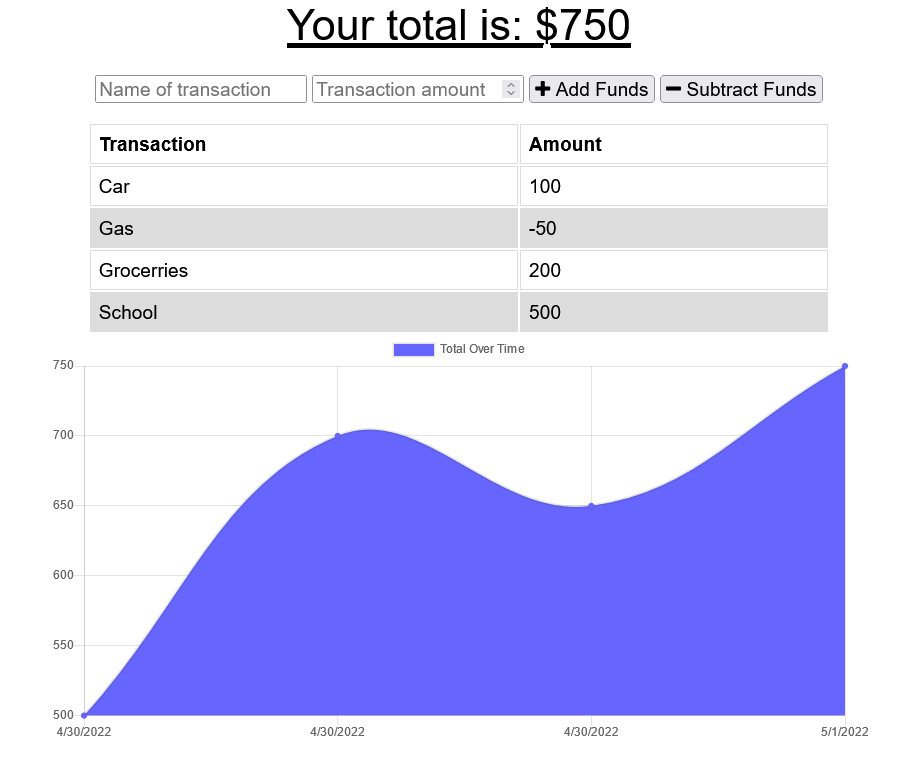 Your total is: $750
Name of transaction Transaction amount Add Funds Subtract Funds
Transaction Amount
Car 100
Gas -50
Grocerries 200
School 500
Total Over Time
750
700
650
600
550
500
4/30/2022 4/30/2022 4/30/2022 5/1/2022